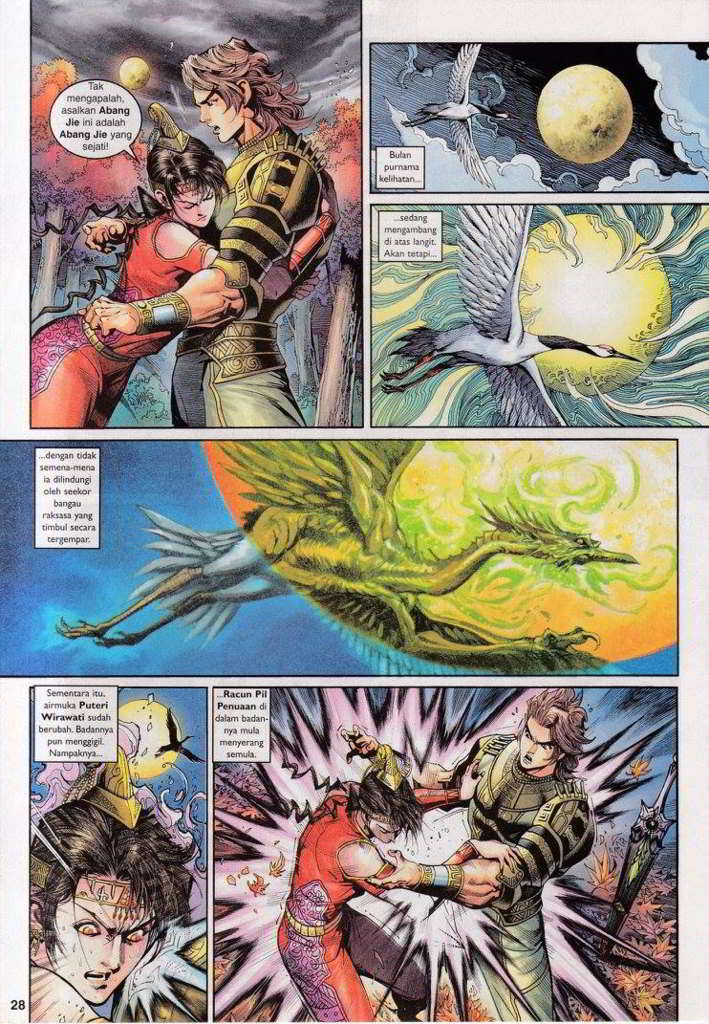 Tak
mengapalah,
asalkan Abang
Jie ini adalah
Abang Jie yang
sejati!
Bulan
purnama
kelihatan...
...sedang
mengambang
di atas langit.
Akan tetapi...
...dengan tidak
semena-mena
ia dilindungi
oleh seekor
bangau
raksasa yang
timbul secara
tergempar.
Sementara itu,
airmuka Puteri
Wirawati sudah
berubah. Badannya
pun menggigil.
Nampaknya...
...Racun Pil
Penuaan di
dalam badan-
nya mula
menyerang
semula.
28